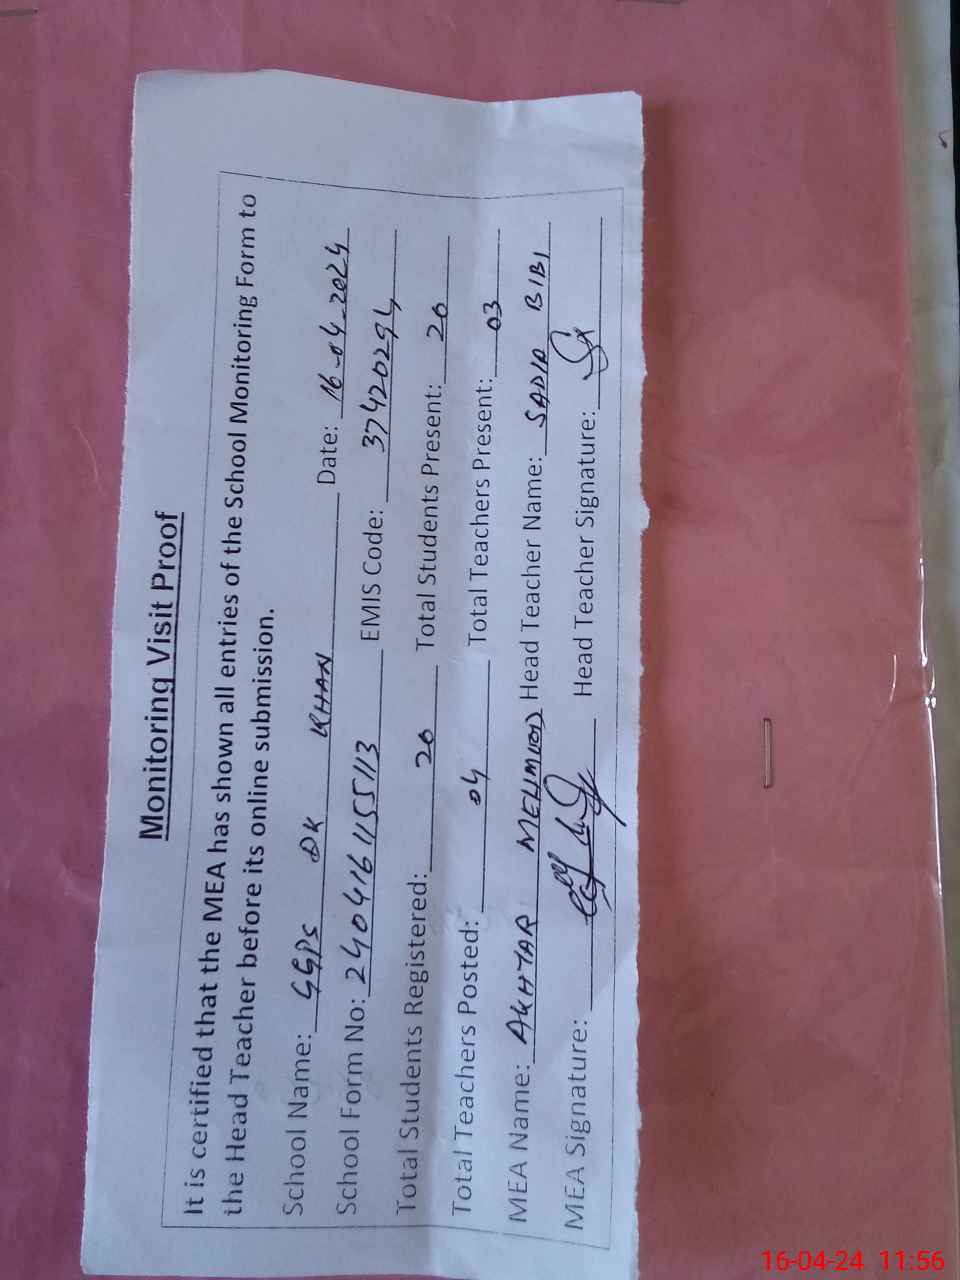 Monitoring Visit Proof
It is certified that the MEA has shown all entries of the School Monitoring Form to
the Head Teacher before its online submission.
School Name: GGPS DK KHAN Date: 16-04-2024
School Form No: 2404161155113 EMIS Code: 37420294
Total Students Registered: 26 Total Students Present: 26
Total Teachers Posted: 04 Total Teachers Present: 03
MEA Name: AKHTAR MEHMOOD Head Teacher Name: SADIA BIBI
MEA Signature: Head Teacher Signature:
16-04-24 11:56